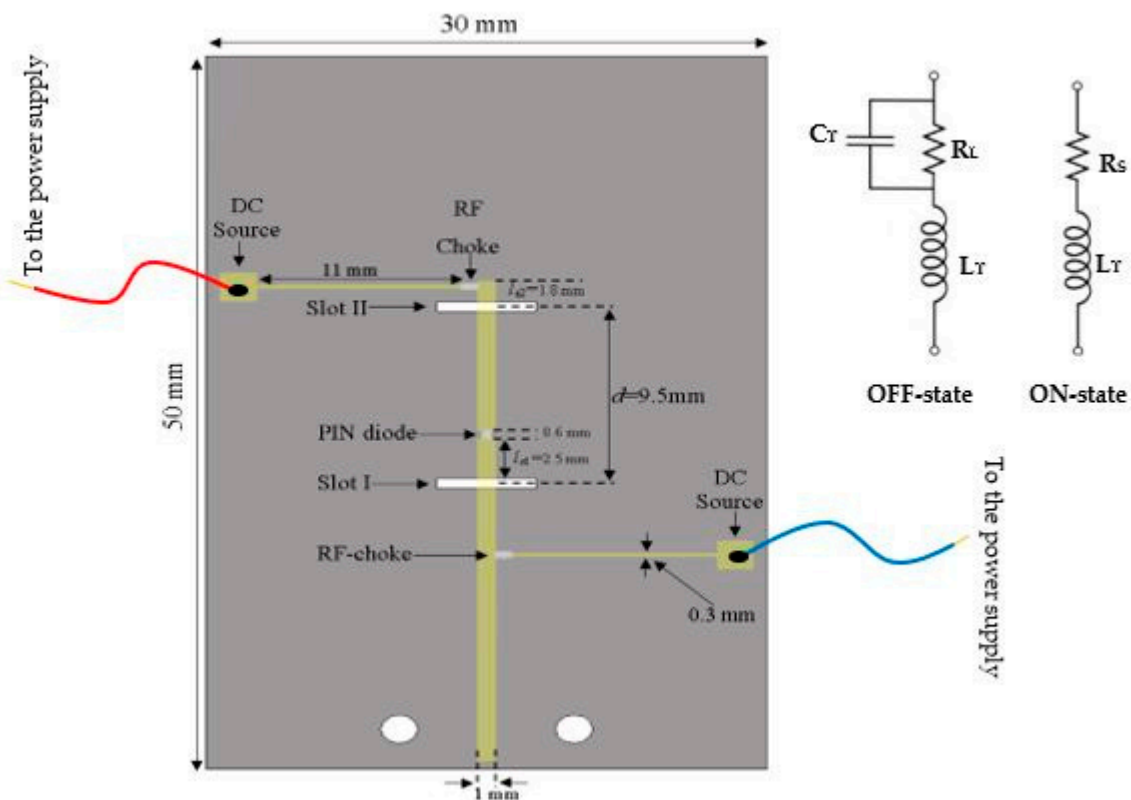 30 mm
To the power supply
50 mm
DC
Source
RF
Choke
11 mm
ls2=1.8 mm
Slot II
d=9.5mm
PIN diode
0.6 mm
ls1=2.5 mm
Slot I
DC
Source
RF-choke
0.3 mm
1 mm
To the power supply
CT
RL
LT
OFF-state
RS
LT
ON-state